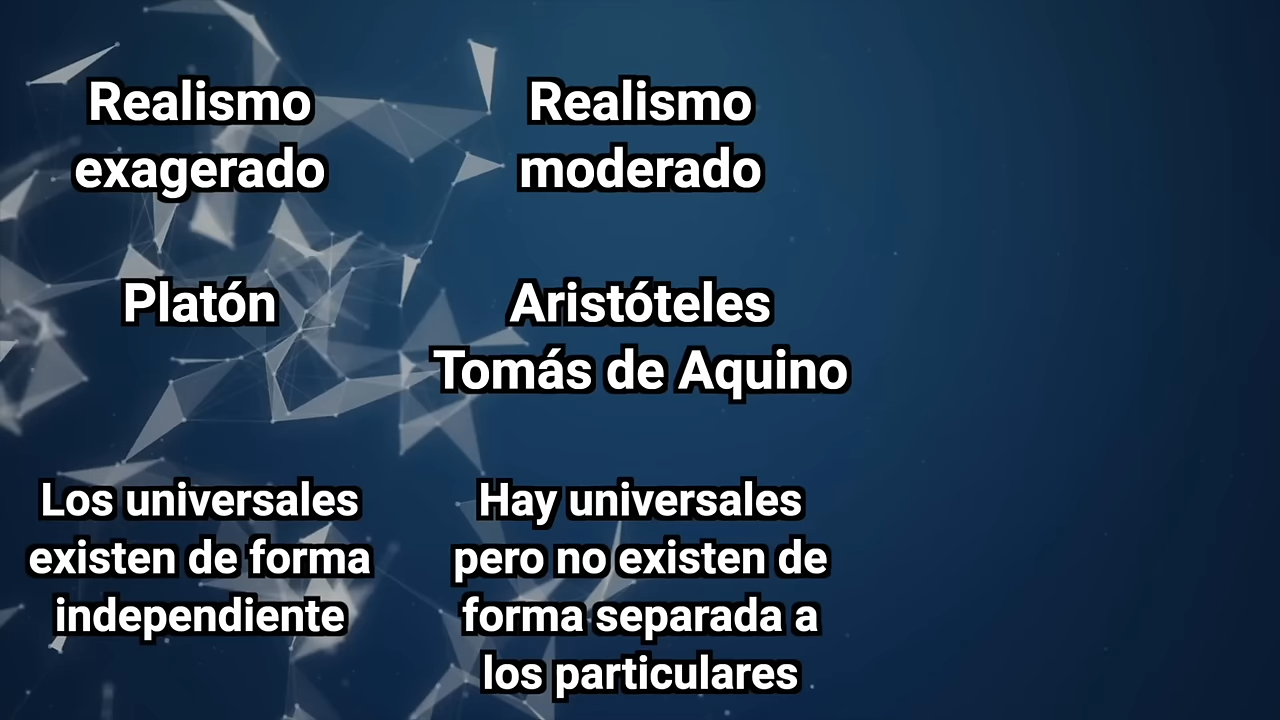 Realismo
exagerado
Platón
Los universales
existen de forma
independiente
Realismo
moderado
Aristóteles
Tomás de Aquino
Hay universales
pero no existen de
forma separada a
los particulares